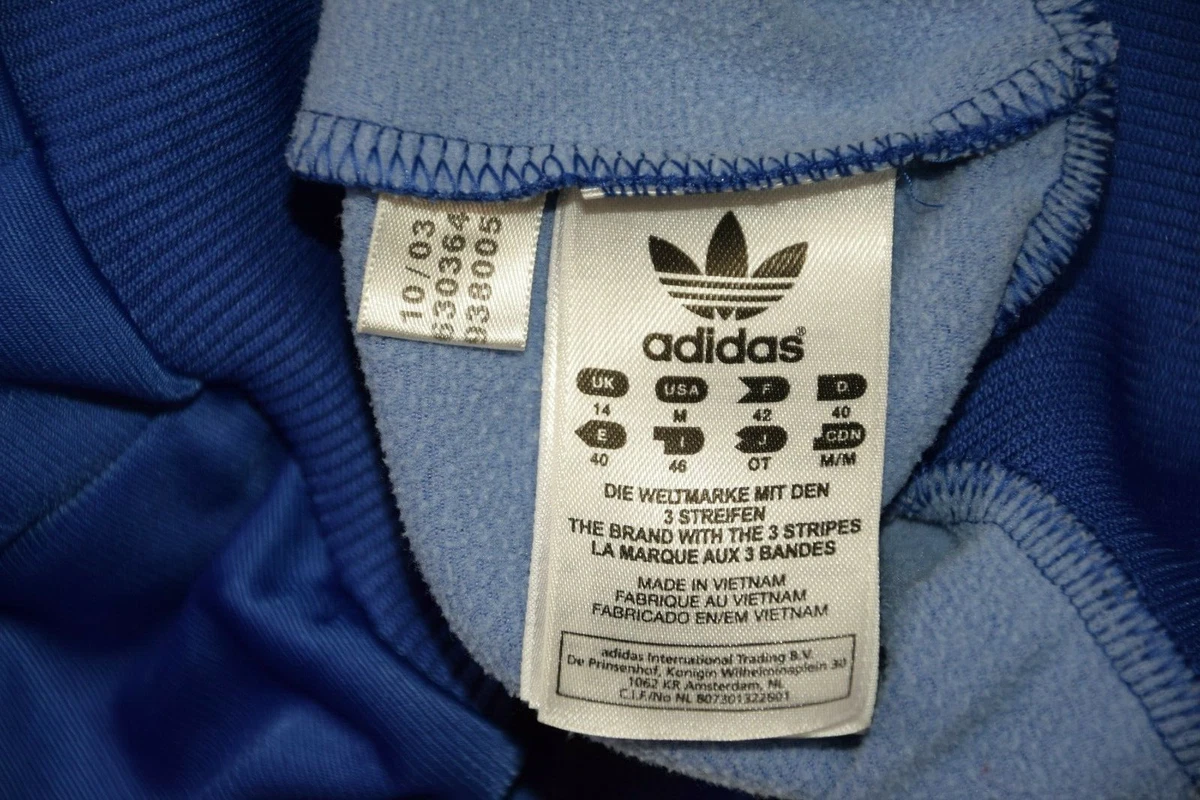 10/03
630364
938005
adidas®
UK USA F D
14 M 42 40
E I J CDN
40 46 OT M/M
DIE WELTMARKE MIT DEN
3 STREIFEN
THE BRAND WITH THE 3 STRIPES
LA MARQUE AUX 3 BANDES
MADE IN VIETNAM
FABRIQUE AU VIETNAM
FABRICADO EN/EM VIETNAM
adidas International Trading B.V.
De Prinsenhof, Konigin Wilhelminaplein 30
1062 KR Amsterdam, NL
C.I.F./No NL 807301322B01